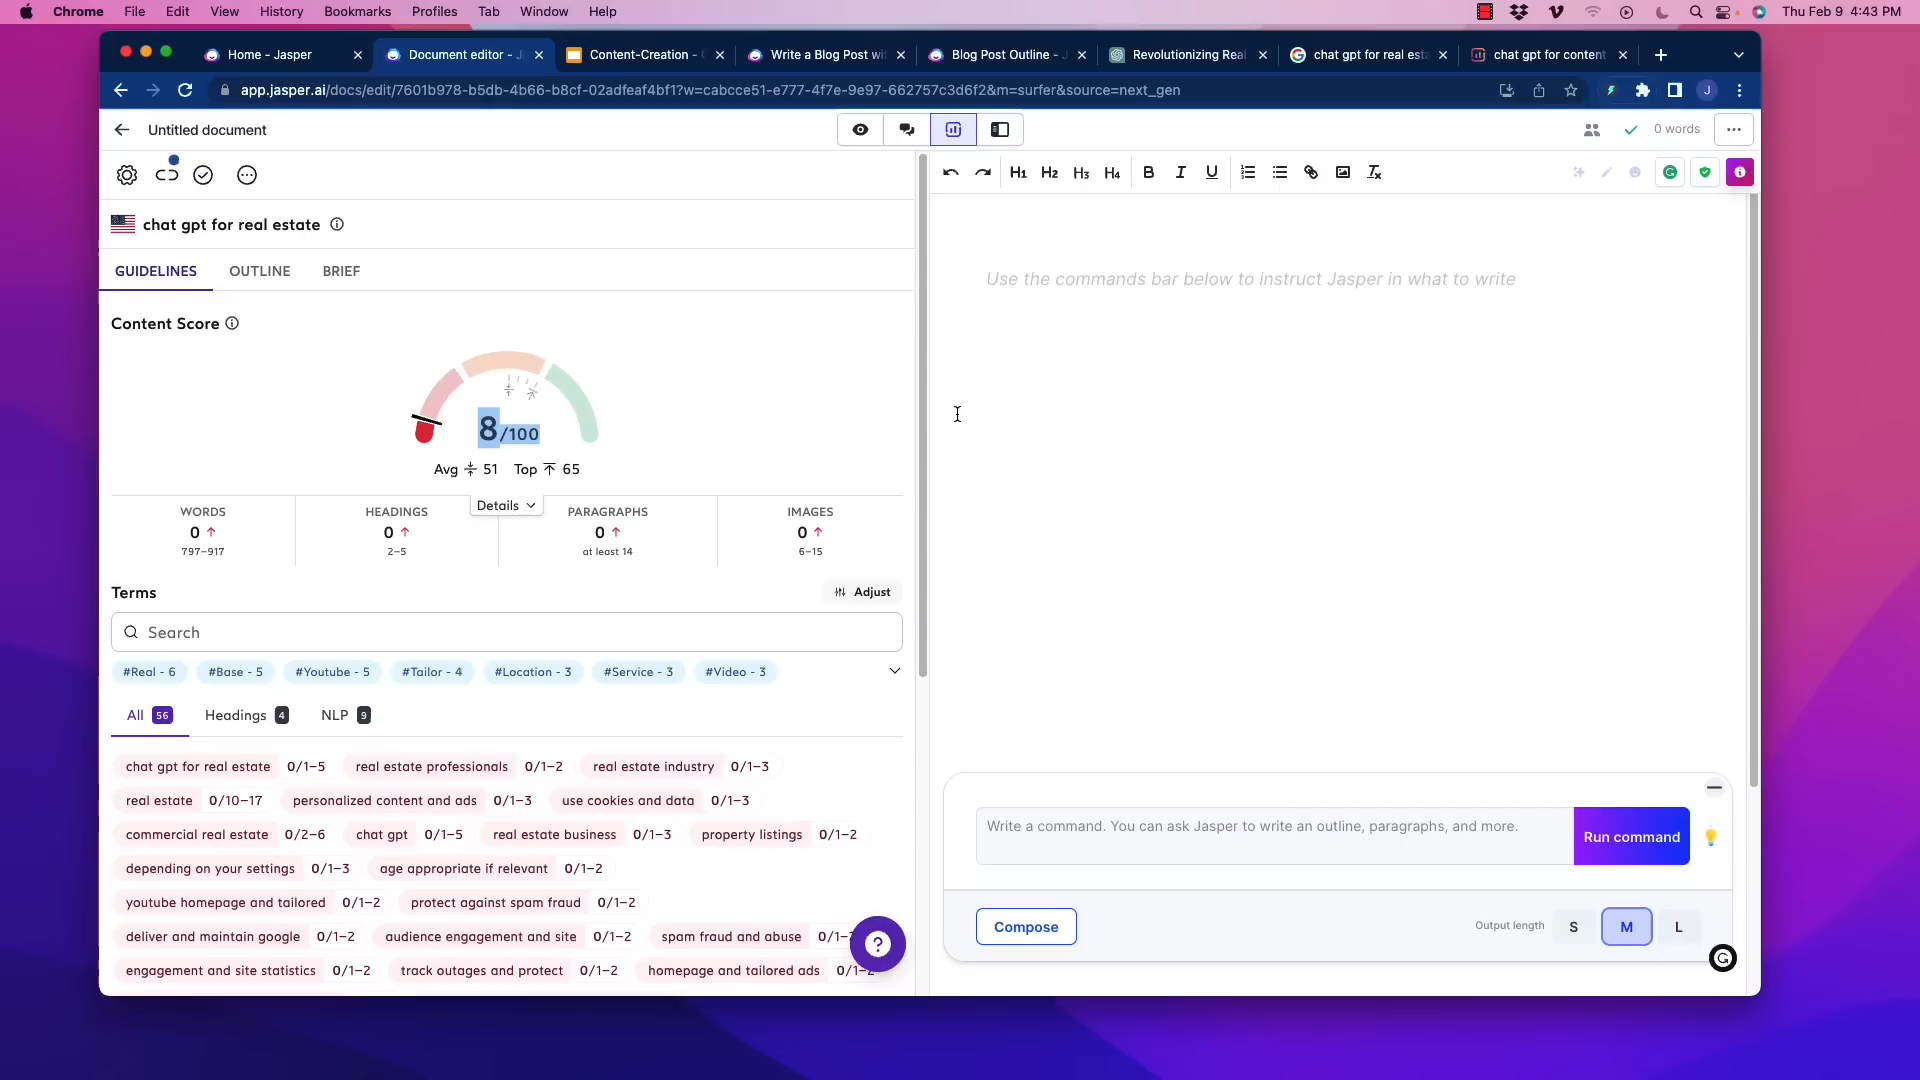 Chrome File Edit View History Bookmarks Profiles Tab Window Help Thu Feb 9 4:43 PM
Home - Jasper
Document editor - J
Content-Creation -
Write a Blog Post wi
Blog Post Outline - J
Revolutionizing Real
chat gpt for real esta
chat gpt for content
app.jasper.ai/docs/edit/7601b978-b5db-4b66-b8cf-02adfeaf4bf1?w=cabcce51-e777-4f7e-9e97-662757c3d6f2&m=surfer&source=next_gen
J
Untitled document
0 words
H1 H2 H3 H4 B I U
chat gpt for real estate
GUIDELINES OUTLINE BRIEF
Content Score
8/100
Avg 51 Top 65
Details
WORDS HEADINGS PARAGRAPHS IMAGES
0 0 0 0
797–917 2–5 at least 14 6–15
Terms
Adjust
Search
#Real - 6 #Base - 5 #Youtube - 5 #Tailor - 4 #Location - 3 #Service - 3 #Video - 3
All 56 Headings 4 NLP 9
chat gpt for real estate 0/1–5 real estate professionals 0/1–2 real estate industry 0/1–3
real estate 0/10–17 personalized content and ads 0/1–3 use cookies and data 0/1–3
commercial real estate 0/2–6 chat gpt 0/1–5 real estate business 0/1–3 property listings 0/1–2
depending on your settings 0/1–3 age appropriate if relevant 0/1–2
youtube homepage and tailored 0/1–2 protect against spam fraud 0/1–2
deliver and maintain google 0/1–2 audience engagement and site 0/1–2 spam fraud and abuse 0/1–2
engagement and site statistics 0/1–2 track outages and protect 0/1–2 homepage and tailored ads 0/1–2
?
Use the commands bar below to instruct Jasper in what to write
Write a command. You can ask Jasper to write an outline, paragraphs, and more.
Run command
Compose
Output length S M L